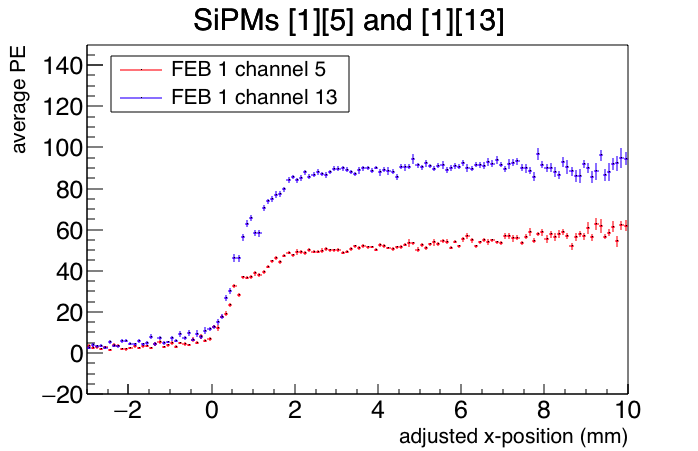 SiPMs [1][5] and [1][13]
average PE
140
120
100
80
60
40
20
0
−20
FEB 1 channel 5
FEB 1 channel 13
−2 0 2 4 6 8 10
adjusted x-position (mm)